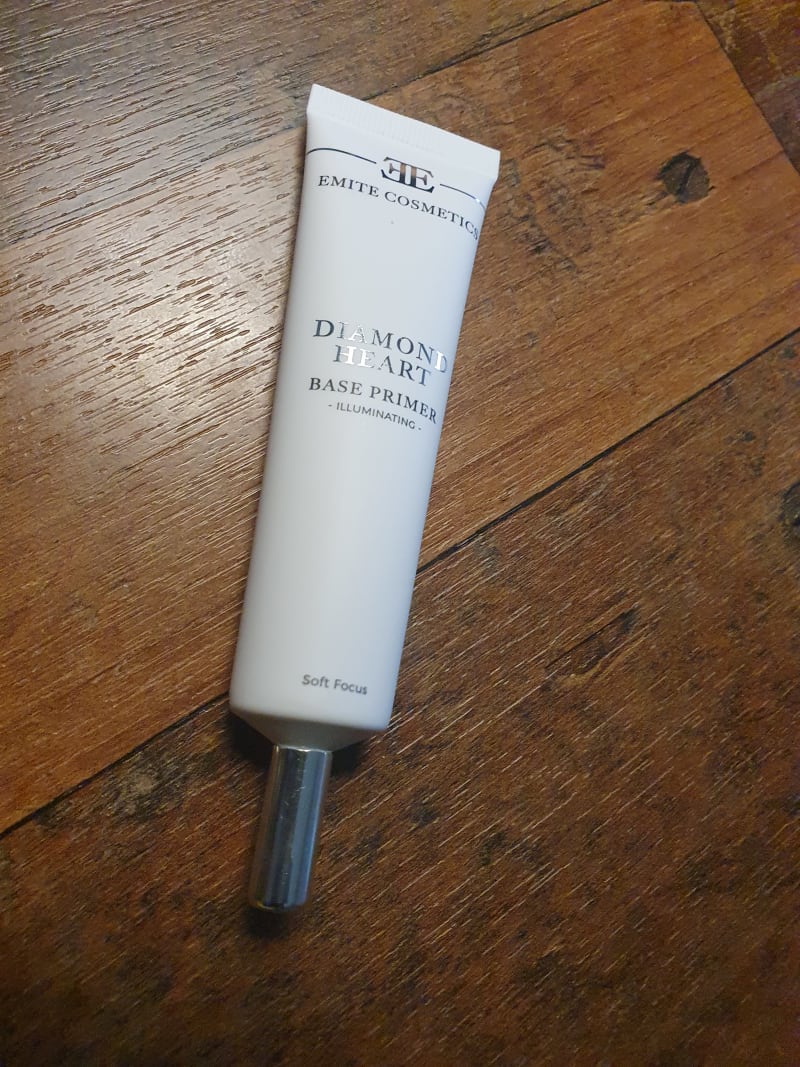 EE
EMITE COSMETICS
DIAMOND
HEART
BASE PRIMER
- ILLUMINATING -
Soft Focus